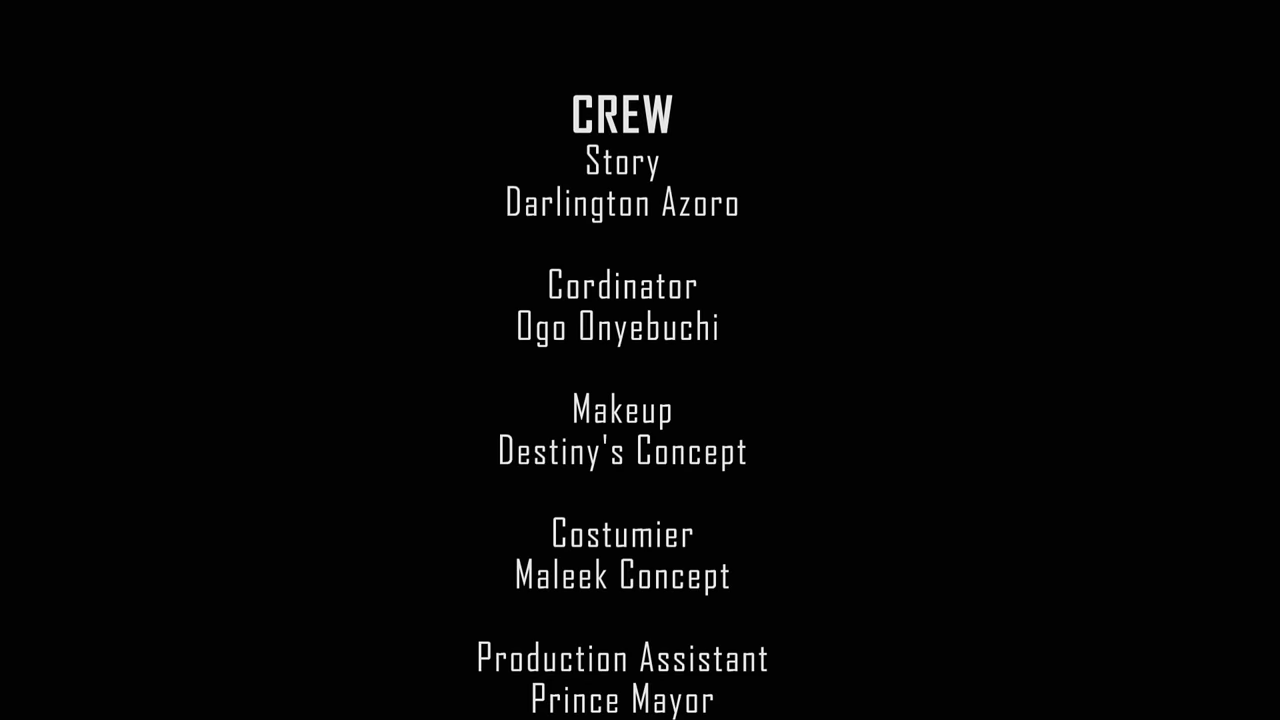 CREW
Story
Darlington Azoro
Cordinator
Ogo Onyebuchi
Makeup
Destiny's Concept
Costumier
Maleek Concept
Production Assistant
Prince Mayor